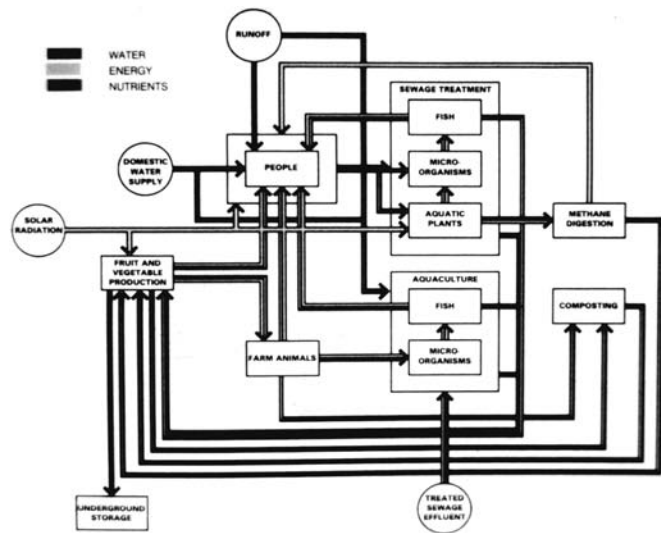 RUNOFF
WATER
ENERGY
NUTRIENTS
SEWAGE TREATMENT
FISH
DOMESTIC
WATER
SUPPLY
PEOPLE
MICRO-
ORGANISMS
SOLAR
RADIATION
AQUATIC
PLANTS
METHANE
DIGESTION
FRUIT AND
VEGETABLE
PRODUCTION
AQUACULTURE
FISH
COMPOSTING
FARM ANIMALS
MICRO-
ORGANISMS
UNDERGROUND
STORAGE
TREATED
SEWAGE
EFFLUENT